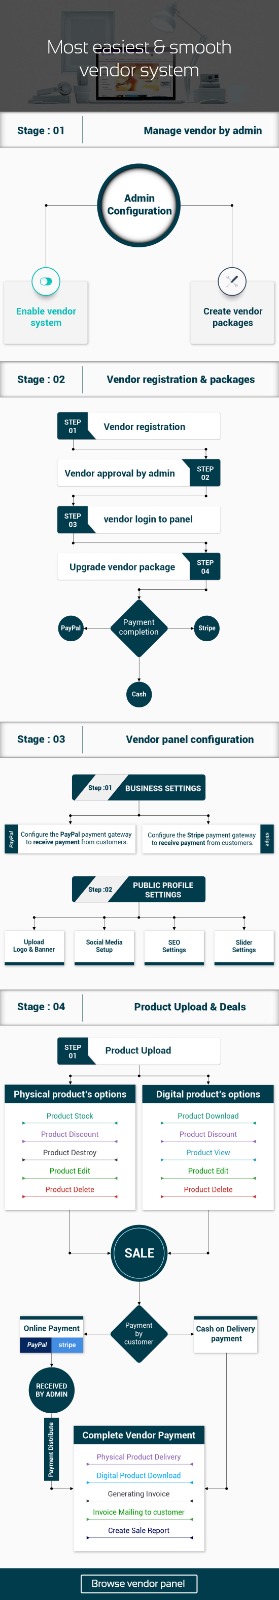 Most easiest & smooth
vendor system
Stage : 01
Manage vendor by admin
Admin
Configuration
Enable vendor
system
Create vendor
packages
Stage : 02
Vendor registration & packages
STEP
01
Vendor registration
Vendor approval by admin
STEP
02
STEP
03
vendor login to panel
Upgrade vendor package
STEP
04
Payment
completion
PayPal
Stripe
Cash
Stage : 03
Vendor panel configuration
Step :01
BUSINESS SETTINGS
PayPal
Configure the PayPal payment gateway
to receive payment from customers.
Configure the Stripe payment gateway
to receive payment from customers.
stripe
Step :02
PUBLIC PROFILE
SETTINGS
Upload
Logo & Banner
Social Media
Setup
SEO
Settings
Slider
Settings
Stage : 04
Product Upload & Deals
STEP
01
Product Upload
Physical product's options
Product Stock
Product Discount
Product Destroy
Product Edit
Product Delete
Digital product's options
Product Download
Product Discount
Product View
Product Edit
Product Delete
SALE
Online Payment
PayPal
stripe
Payment
by
customer
Cash on Delivery
payment
RECEIVED
BY ADMIN
Payment Distribute
Complete Vendor Payment
Physical Product Delivery
Digital Product Download
Generating Invoice
Invoice Mailing to customer
Create Sale Report
Browse vendor panel